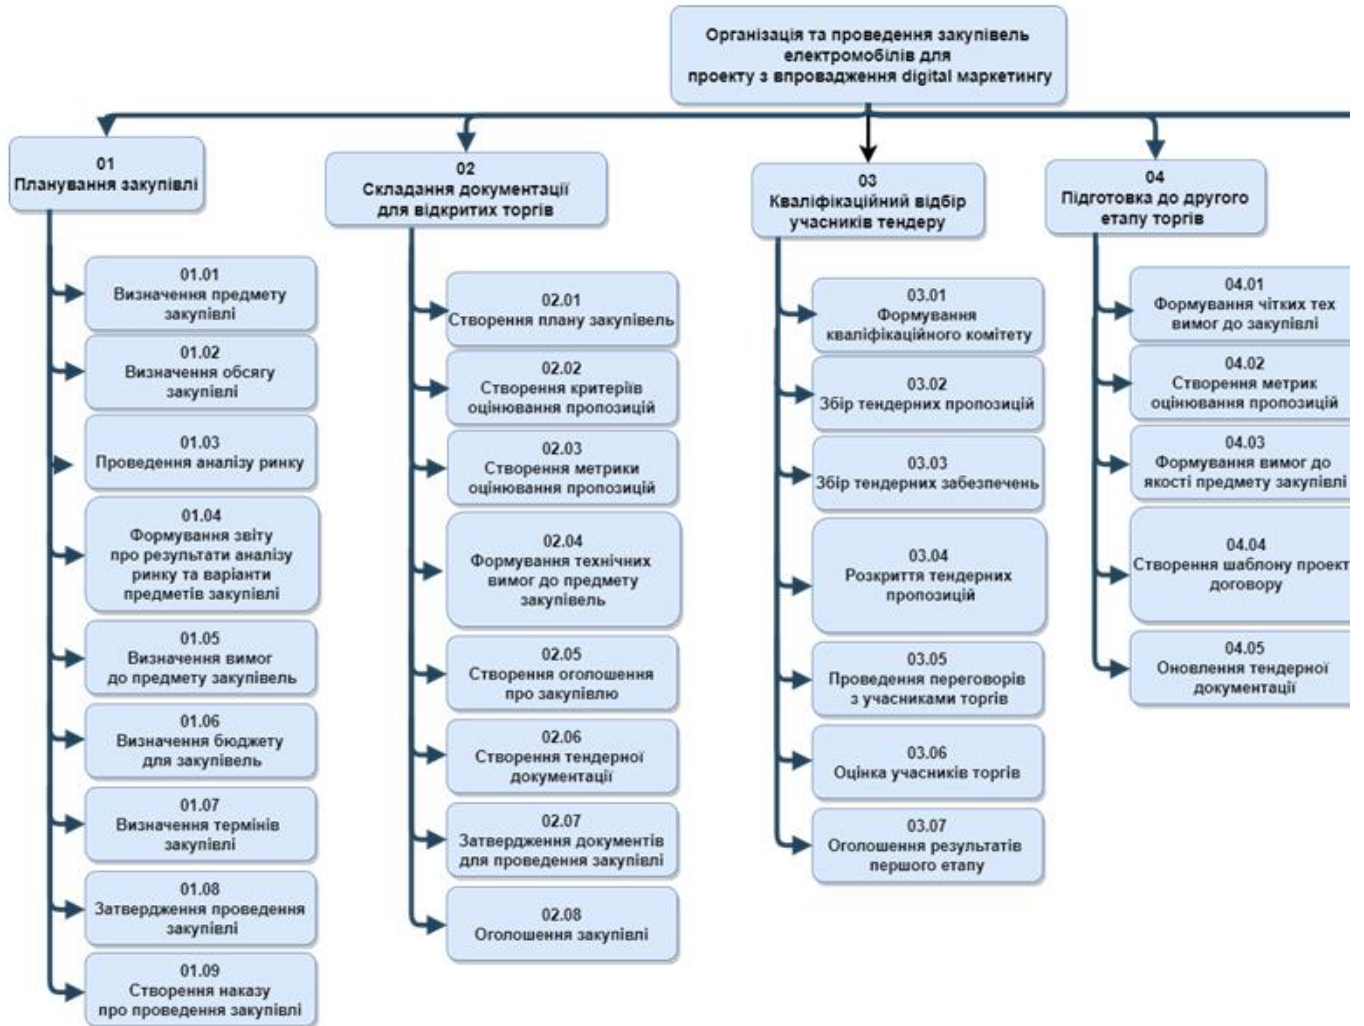 Організація та проведення закупівель
електромобілів для
проекту з впровадження digital маркетингу
01
Планування закупівлі
01.01
Визначення предмету
закупівлі
01.02
Визначення обсягу
закупівлі
01.03
Проведення аналізу ринку
01.04
Формування звіту
про результати аналізу
ринку та варіанти
предметів закупівлі
01.05
Визначення вимог
до предмету закупівель
01.06
Визначення бюджету
для закупівель
01.07
Визначення термінів
закупівлі
01.08
Затвердження проведення
закупівлі
01.09
Створення наказу
про проведення закупівлі
02
Складання документації
для відкритих торгів
02.01
Створення плану закупівель
02.02
Створення критеріїв
оцінювання пропозицій
02.03
Створення метрики
оцінювання пропозицій
02.04
Формування технічних
вимог до предмету
закупівель
02.05
Створення оголошення
про закупівлю
02.06
Створення тендерної
документації
02.07
Затвердження документів
для проведення закупівлі
02.08
Оголошення закупівлі
03
Кваліфікаційний відбір
учасників тендеру
03.01
Формування
кваліфікаційного комітету
03.02
Збір тендерних пропозицій
03.03
Збір тендерних забезпечень
03.04
Розкриття тендерних
пропозицій
03.05
Проведення переговорів
з учасниками торгів
03.06
Оцінка учасників торгів
03.07
Оголошення результатів
першого етапу
04
Підготовка до другого
етапу торгів
04.01
Формування чітких тех
вимог до закупівлі
04.02
Створення метрик
оцінювання пропозицій
04.03
Формування вимог до
якості предмету закупівлі
04.04
Створення шаблону проект
договору
04.05
Оновлення тендерної
документації